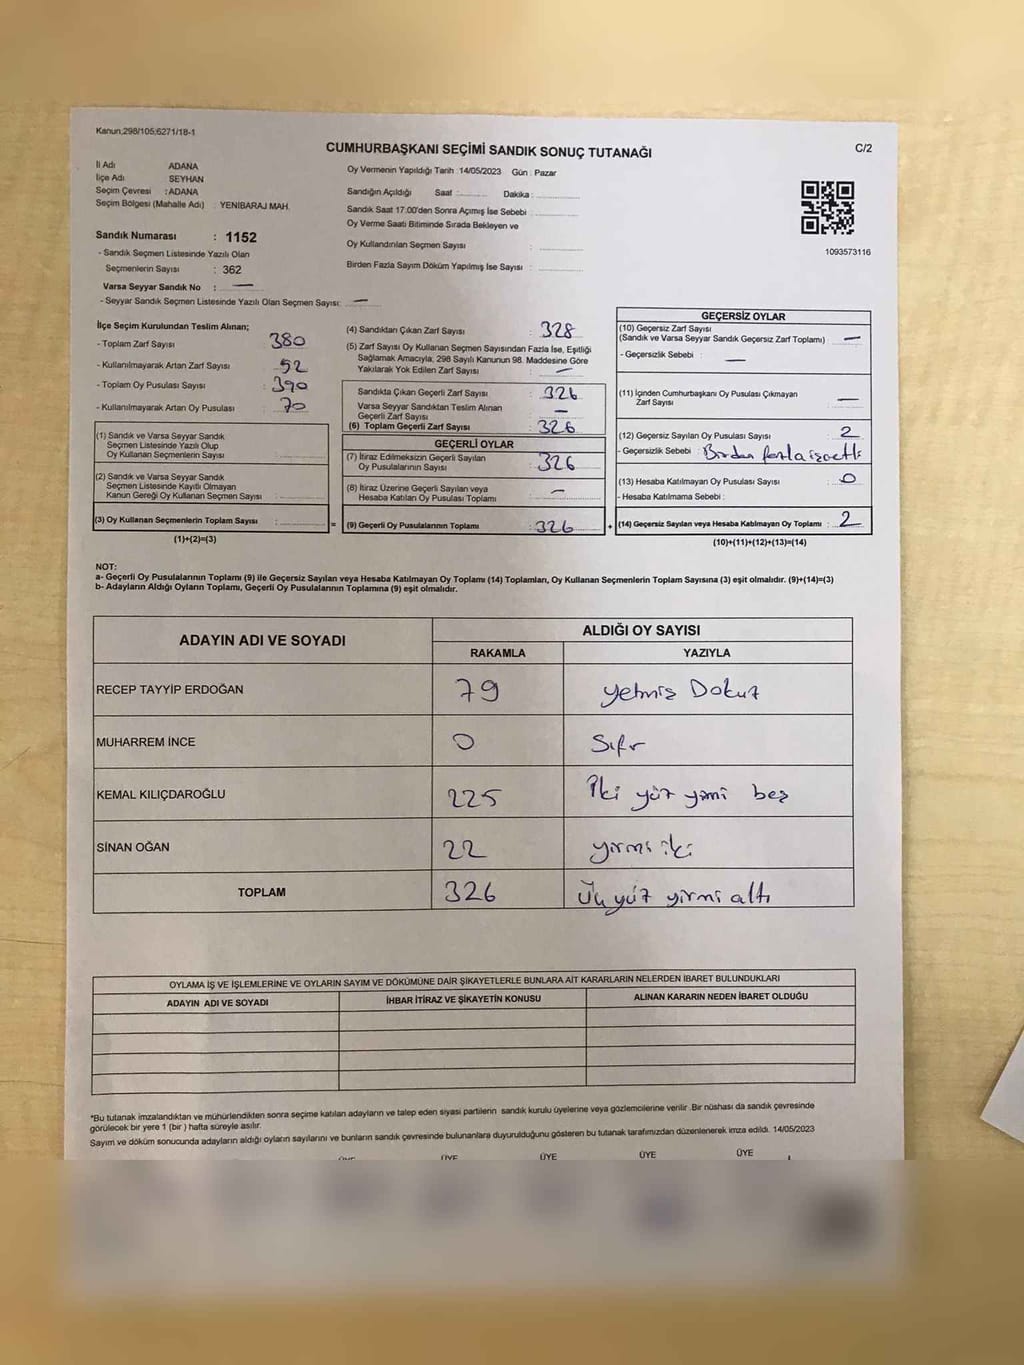 Kanun;298/105;6271/18-1
CUMHURBAŞKANI SEÇİMİ SANDIK SONUÇ TUTANAĞI
C/2
İl Adı ADANA
İlçe Adı SEYHAN
Seçim Çevresi : ADANA
Seçim Bölgesi (Mahalle Adı) : YENİBARAJ MAH.
Sandık Numarası : 1152
- Sandık Seçmen Listesinde Yazılı Olan
Seçmenlerin Sayısı : 362
Varsa Seyyar Sandık No : —
- Seyyar Sandık Seçmen Listesinde Yazılı Olan Seçmen Sayısı: —
Oy Vermenin Yapıldığı Tarih : 14/05/2023 Gün : Pazar
Sandığın Açıldığı Saat : Dakika :
Sandık Saat 17.00'den Sonra Açımış İse Sebebi :
Oy Verme Saati Bitiminde Sırada Bekleyen ve
Oy Kullandırılan Seçmen Sayısı :
Birden Fazla Sayım Döküm Yapılmış İse Sayısı :
1093573116
İlçe Seçim Kurulundan Teslim Alınan;
- Toplam Zarf Sayısı : 380
- Kullanılmayarak Artan Zarf Sayısı : 52
- Toplam Oy Pusulası Sayısı : 390
- Kullanılmayarak Artan Oy Pusulası : 70
(1) Sandık ve Varsa Seyyar Sandık
Seçmen Listesinde Yazılı Olup
Oy Kullanan Seçmenlerin Sayısı :
(2) Sandık ve Varsa Seyyar Sandık
Seçmen Listesinde Kayıtlı Olmayan
Kanun Gereği Oy Kullanan Seçmen Sayısı :
(3) Oy Kullanan Seçmenlerin Toplam Sayısı :
(1)+(2)=(3)
(4) Sandıktan Çıkan Zarf Sayısı : 328
(5) Zarf Sayısı Oy Kullanan Seçmen Sayısından Fazla İse, Eşitliği
Sağlamak Amacıyla, 298 Sayılı Kanunun 98. Maddesine Göre
Yakılarak Yok Edilen Zarf Sayısı : —
Sandıkta Çıkan Geçerli Zarf Sayısı : 326
Varsa Seyyar Sandıktan Teslim Alınan
Geçerli Zarf Sayısı : —
(6) Toplam Geçerli Zarf Sayısı : 326
GEÇERLİ OYLAR
(7) İtiraz Edilmeksizin Geçerli Sayılan
Oy Pusulalarının Sayısı : 326
(8) İtiraz Üzerine Geçerli Sayılan veya
Hesaba Katılan Oy Pusulası Toplamı : —
= (9) Geçerli Oy Pusulalarının Toplamı : 326 +
GEÇERSİZ OYLAR
(10) Geçersiz Zarf Sayısı
(Sandık ve Varsa Seyyar Sandık Geçersiz Zarf Toplamı) : —
- Geçersizlik Sebebi : —
(11) İçinden Cumhurbaşkanı Oy Pusulası Çıkmayan
Zarf Sayısı : —
(12) Geçersiz Sayılan Oy Pusulası Sayısı : 2
- Geçersizlik Sebebi : Birden fazla
(13) Hesaba Katılmayan Oy Pusulası Sayısı : 0
- Hesaba Katılmama Sebebi :
(14) Geçersiz Sayılan veya Hesaba Katılmayan Oy Toplamı : 2
(10)+(11)+(12)+(13)=(14)
NOT:
a- Geçerli Oy Pusulalarının Toplamı (9) ile Geçersiz Sayılan veya Hesaba Katılmayan Oy Toplamı (14) Toplamları, Oy Kullanan Seçmenlerin Toplam Sayısına (3) eşit olmalıdır. (9)+(14)=(3)
b- Adayların Aldığı Oyların Toplamı, Geçerli Oy Pusulalarının Toplamına (9) eşit olmalıdır.
ADAYIN ADI VE SOYADI
ALDIĞI OY SAYISI
RAKAMLA YAZIYLA
RECEP TAYYİP ERDOĞAN 79 yetmiş Dokuz
MUHARREM İNCE 0 Sıfır
KEMAL KILIÇDAROĞLU 225 İki yüz yirmi beş
SİNAN OĞAN 22 yirmi iki
TOPLAM 326 Üç yüz yirmi altı
OYLAMA İŞ VE İŞLEMLERİNE VE OYLARIN SAYIM VE DÖKÜMÜNE DAİR ŞİKAYETLERLE BUNLARA AİT KARARLARIN NELERDEN İBARET BULUNDUKLARI
ADAYIN ADI VE SOYADI İHBAR İTİRAZ VE ŞİKAYETİN KONUSU ALINAN KARARIN NEDEN İBARET OLDUĞU
*Bu tutanak imzalandıktan ve mühürlendikten sonra seçime katılan adayların ve talep eden siyasi partilerin sandık kurulu üyelerine veya gözlemcilerine verilir .Bir nüshası da sandık çevresinde
görülecek bir yere 1 (bir ) hafta süreyle asılır.
Sayım ve döküm sonucunda adayların aldığı oyların sayılarını ve bunların sandık çevresinde bulunanlara duyurulduğunu gösteren bu tutanak tarafımızdan düzenlenerek imza edildi. 14/05/2023
ÜYE ÜYE ÜYE ÜYE ÜYE